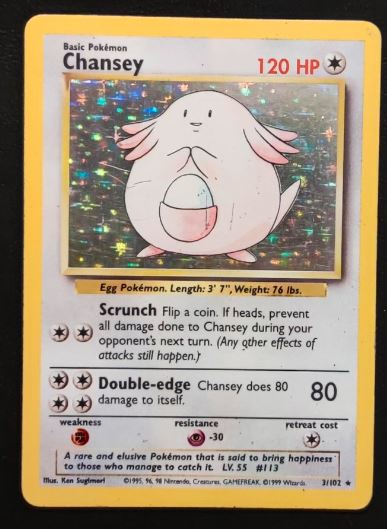 Basic Pokémon
Chansey 120 HP
Egg Pokémon. Length: 3' 7", Weight: 76 lbs.
Scrunch Flip a coin. If heads, prevent
all damage done to Chansey during your
opponent's next turn. (Any other effects of
attacks still happen.)
Double-edge Chansey does 80
damage to itself. 80
weakness resistance retreat cost
-30
A rare and elusive Pokémon that is said to bring happiness
to those who manage to catch it. LV. 55 #113
Illus. Ken Sugimori ©1995, 96, 98 Nintendo, Creatures, GAMEFREAK. ©1999 Wizards. 3/102 ★